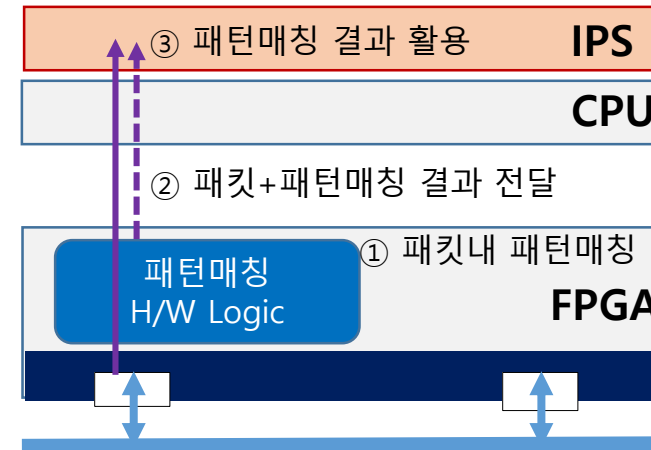 ③ 패턴매칭 결과 활용 IPS
CPU
② 패킷+패턴매칭 결과 전달
① 패킷내 패턴매칭
패턴매칭
H/W Logic
FPGA